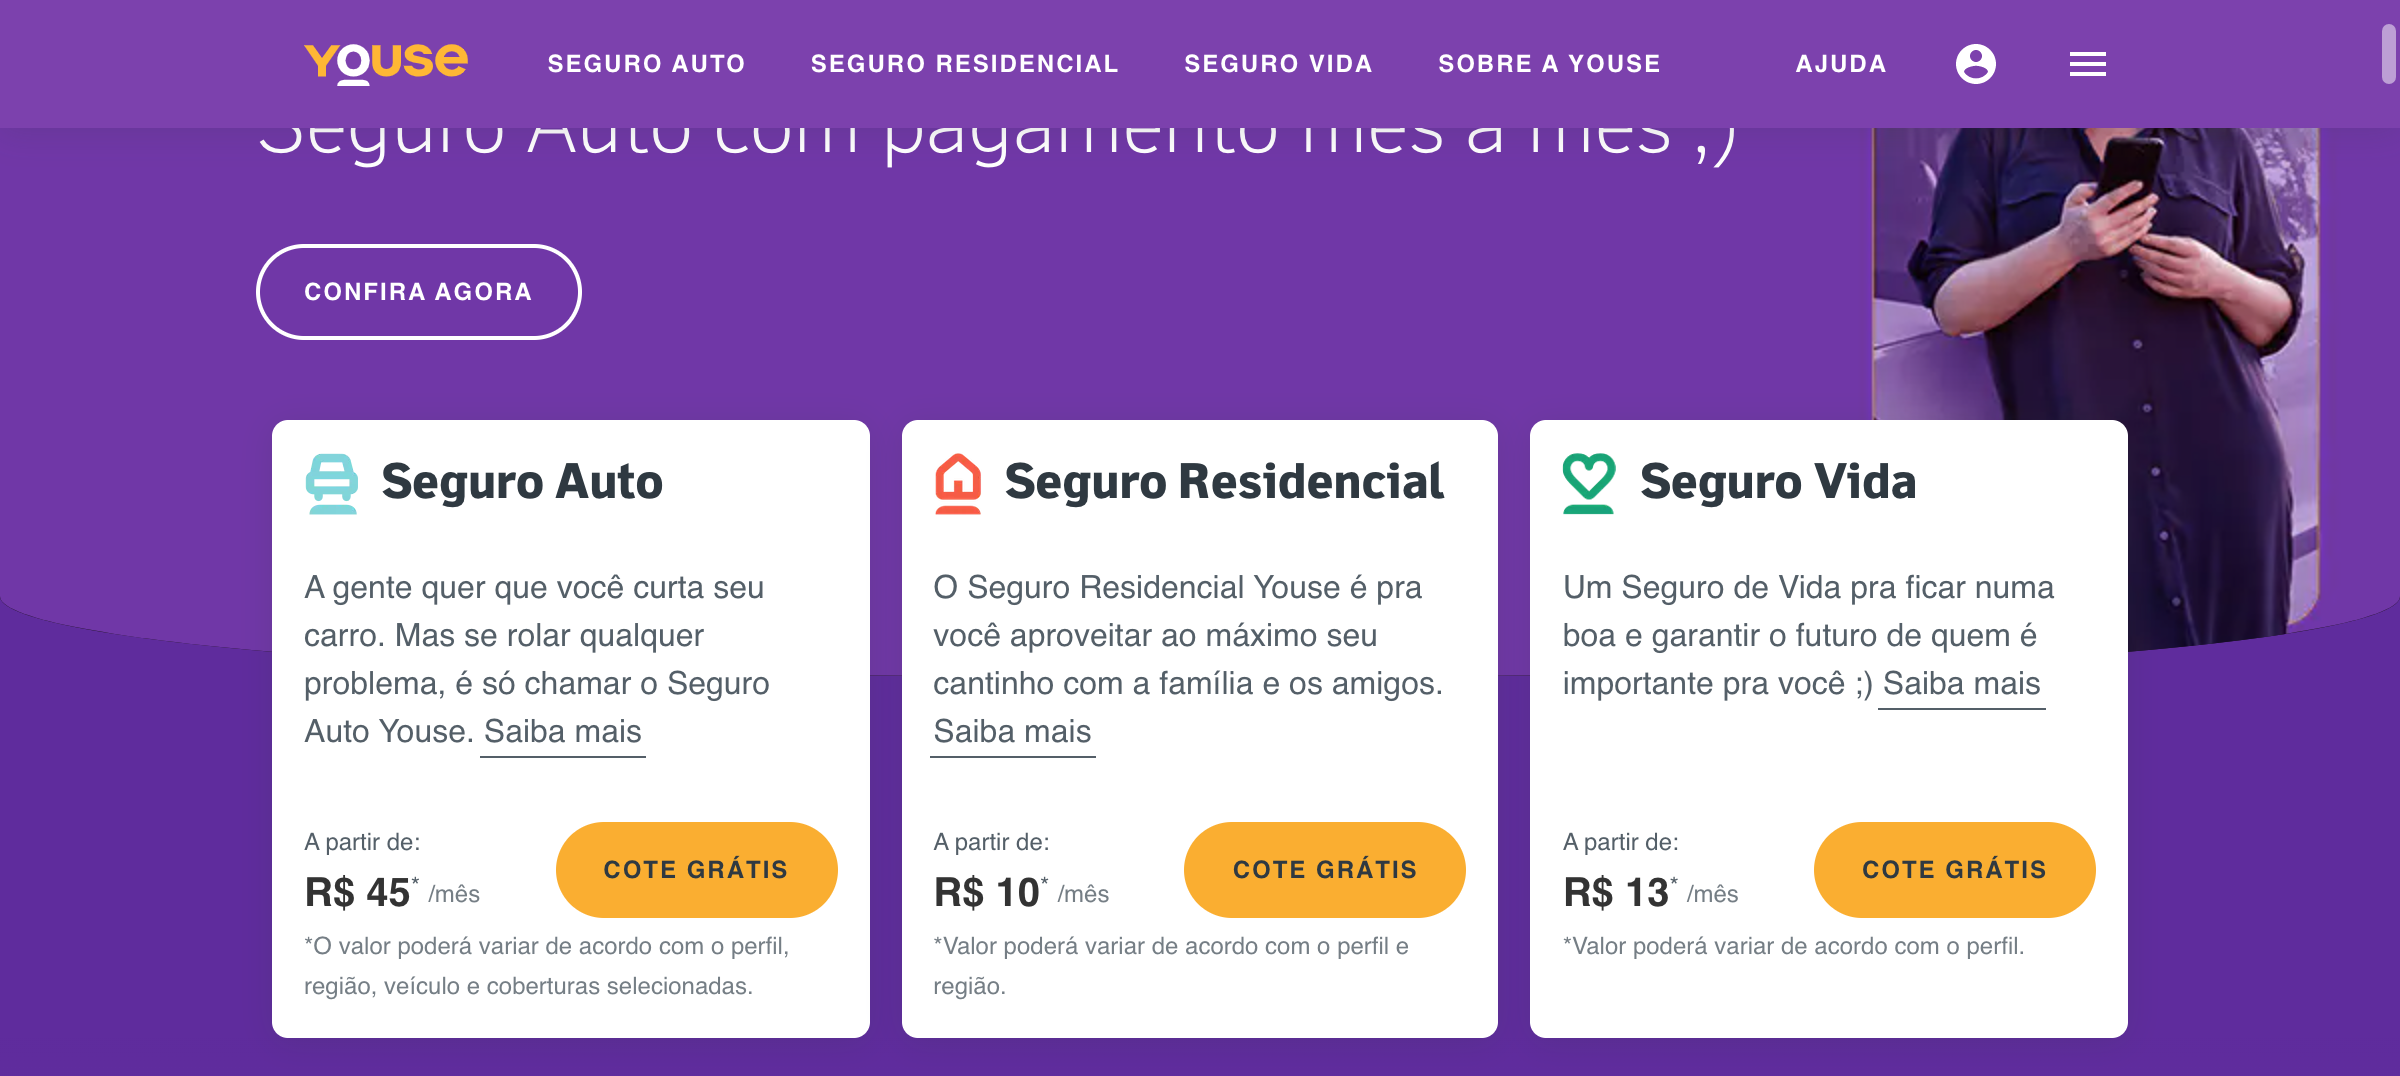 YOUSE SEGURO AUTO SEGURO RESIDENCIAL SEGURO VIDA SOBRE A YOUSE AJUDA
Seguro Auto com pagamento mês a mês ;)
CONFIRA AGORA
Seguro Auto
A gente quer que você curta seu
carro. Mas se rolar qualquer
problema, é só chamar o Seguro
Auto Youse. Saiba mais
A partir de:
R$ 45* /mês
COTE GRÁTIS
*O valor poderá variar de acordo com o perfil,
região, veículo e coberturas selecionadas.
Seguro Residencial
O Seguro Residencial Youse é pra
você aproveitar ao máximo seu
cantinho com a família e os amigos.
Saiba mais
A partir de:
R$ 10* /mês
COTE GRÁTIS
*Valor poderá variar de acordo com o perfil e
região.
Seguro Vida
Um Seguro de Vida pra ficar numa
boa e garantir o futuro de quem é
importante pra você ;) Saiba mais
A partir de:
R$ 13* /mês
COTE GRÁTIS
*Valor poderá variar de acordo com o perfil.